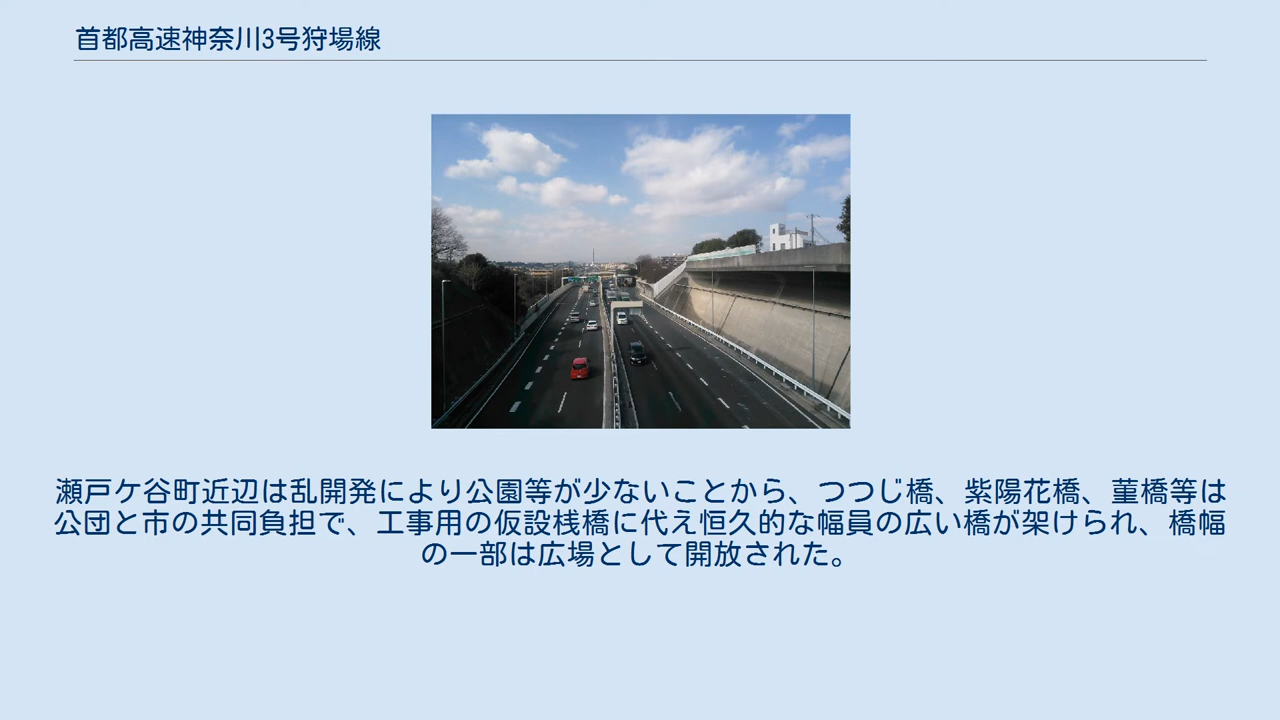 首都高速神奈川3号狩場線
瀬戸ケ谷町近辺は乱開発により公園等が少ないことから、つつじ橋、紫陽花橋、菫橋等は
公団と市の共同負担で、工事用の仮設桟橋に代え恒久的な幅員の広い橋が架けられ、橋幅
の一部は広場として開放された。